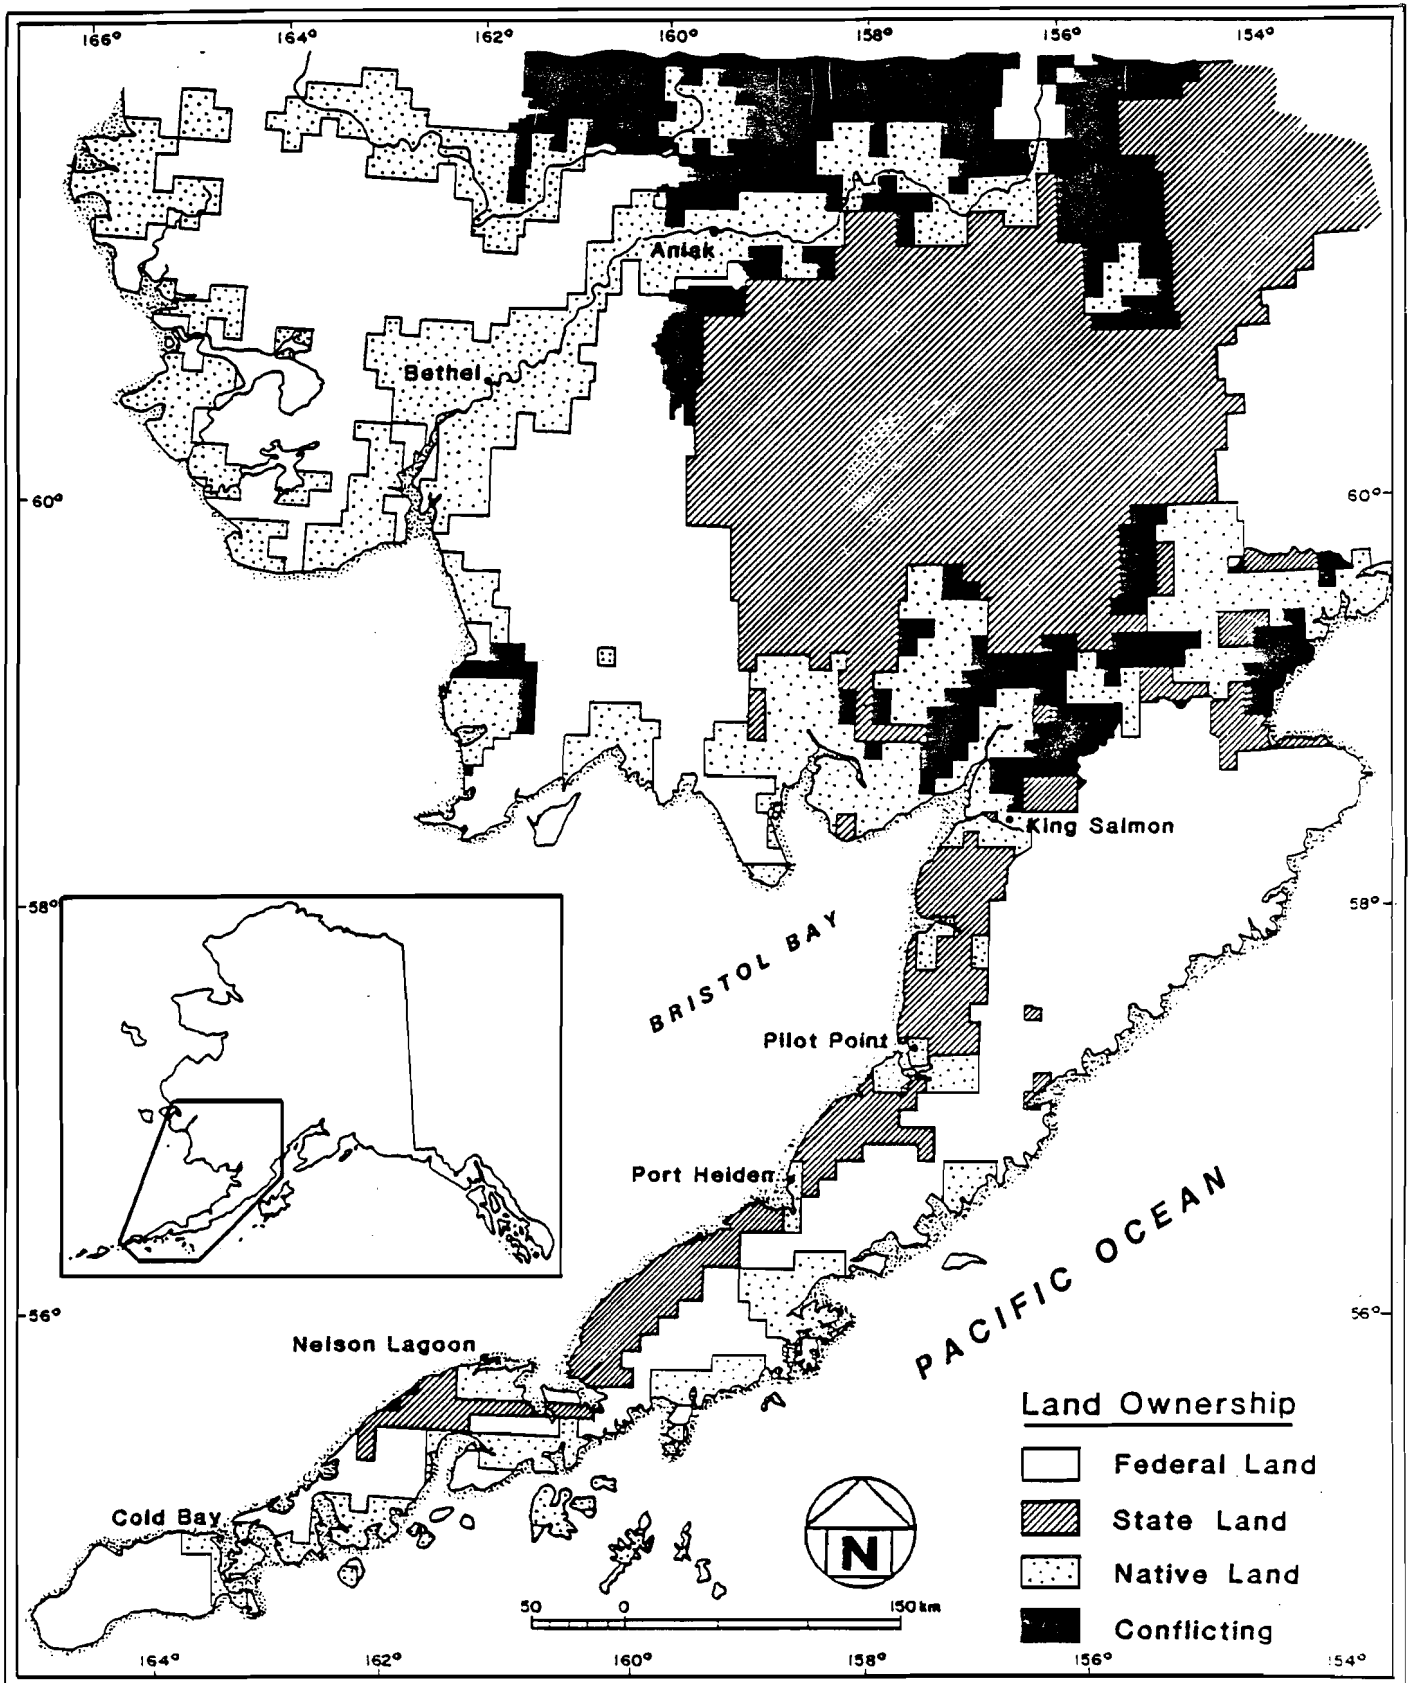 166° 164° 162° 160° 158° 156° 154°
Aniak
Bethel
60° 60°
King Salmon
58° 58°
BRISTOL BAY
Pilot Point
Port Heiden
PACIFIC OCEAN
56° 56°
Nelson Lagoon
Land Ownership
Federal Land
State Land
Native Land
Conflicting
Cold Bay
N
50 0 150 km
164° 162° 160° 158° 156° 154°